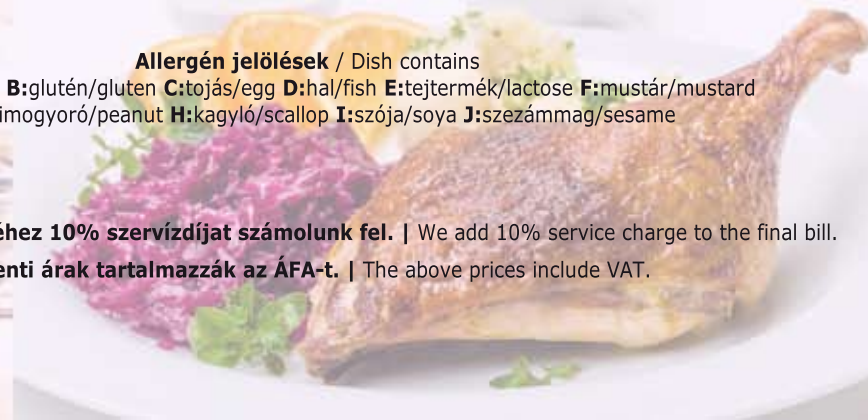 Allergén jelölések / Dish contains
B:glutén/gluten C:tojás/egg D:hal/fish E:tejtermék/lactose F:mustár/mustard
imogyoró/peanut H:kagyló/scallop I:szója/soya J:szezámmag/sesame
éhez 10% szervízdíjat számolunk fel. | We add 10% service charge to the final bill.
enti árak tartalmazzák az ÁFA-t. | The above prices include VAT.